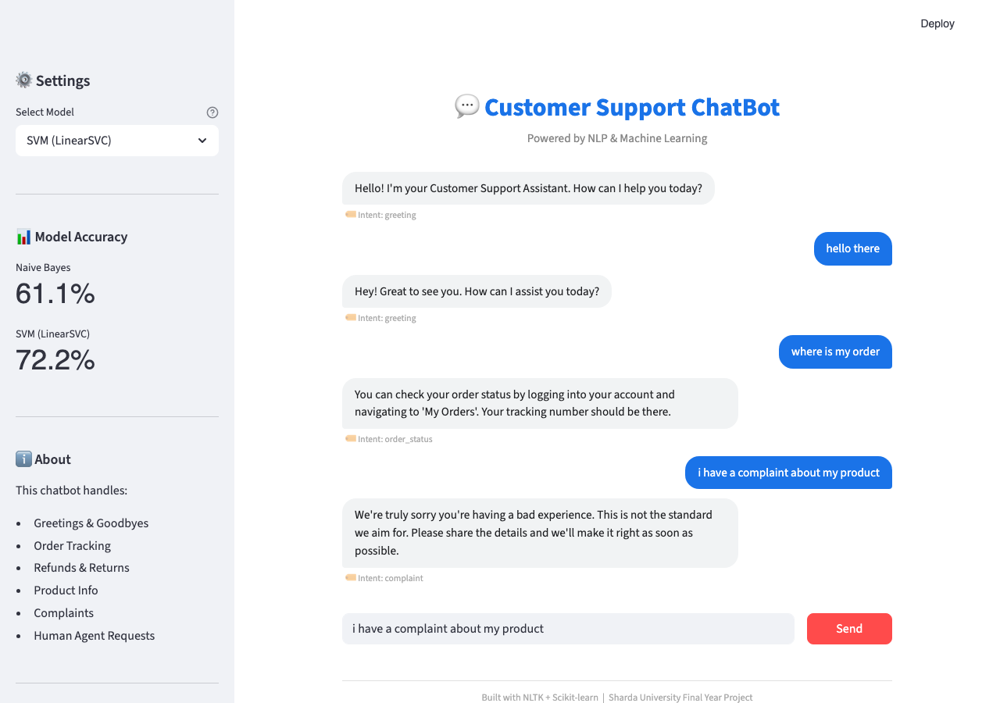 Deploy
Settings
Select Model
SVM (LinearSVC)
Model Accuracy
Naive Bayes
61.1%
SVM (LinearSVC)
72.2%
About
This chatbot handles:
Greetings & Goodbyes
Order Tracking
Refunds & Returns
Product Info
Complaints
Human Agent Requests
Customer Support ChatBot
Powered by NLP & Machine Learning
Hello! I'm your Customer Support Assistant. How can I help you today?
Intent: greeting
hello there
Hey! Great to see you. How can I assist you today?
Intent: greeting
where is my order
You can check your order status by logging into your account and
navigating to 'My Orders'. Your tracking number should be there.
Intent: order_status
i have a complaint about my product
We're truly sorry you're having a bad experience. This is not the standard
we aim for. Please share the details and we'll make it right as soon as
possible.
Intent: complaint
i have a complaint about my product
Send
Built with NLTK + Scikit-learn | Sharda University Final Year Project